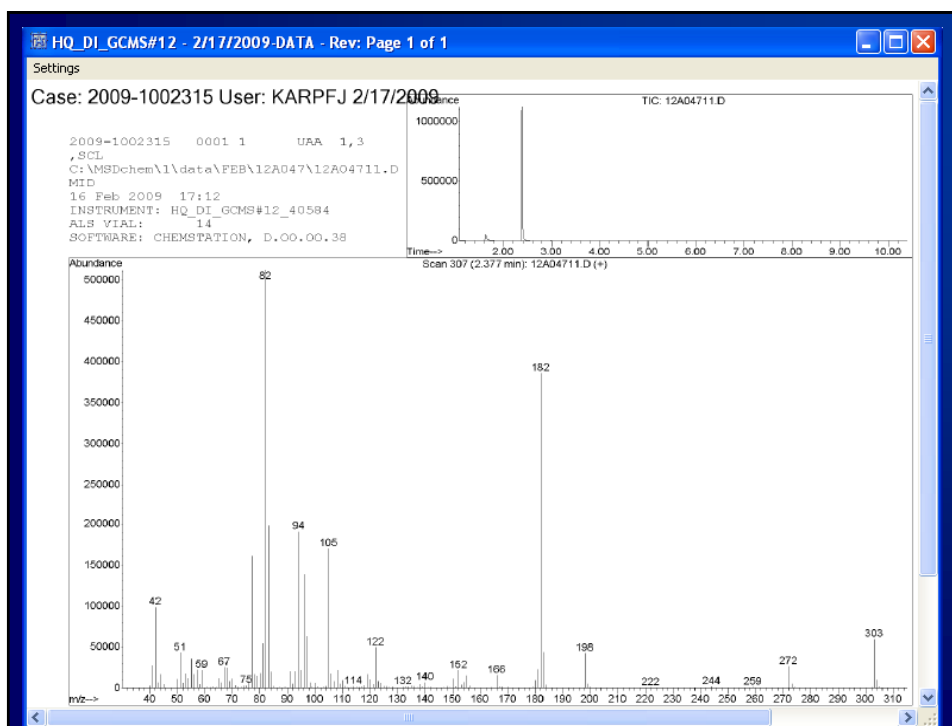 HQ_DI_GCMS#12 - 2/17/2009-DATA - Rev: Page 1 of 1
Settings
Case: 2009-1002315 User: KARPFJ 2/17/2009
Abundance
TIC: 12A04711.D
1000000
500000
0
Time-->
2.00 3.00 4.00 5.00 6.00 7.00 8.00 9.00 10.00
2009-1002315 0001 1 UAA 1,3
,SCL
C:\MSDchem\1\data\FEB\12A047\12A04711.D
MID
16 Feb 2009 17:12
INSTRUMENT: HQ_DI_GCMS#12_40584
ALS VIAL: 14
SOFTWARE: CHEMSTATION, D.00.00.38
Abundance
Scan 307 (2.377 min): 12A04711.D (+)
500000
450000
400000
350000
300000
250000
200000
150000
100000
50000
0
82
182
94
105
42
51
59
67
75
114
122
132
140
152
166
198
222
244
259
272
303
m/z-->
40 50 60 70 80 90 100 110 120 130 140 150 160 170 180 190 200 210 220 230 240 250 260 270 280 290 300 310